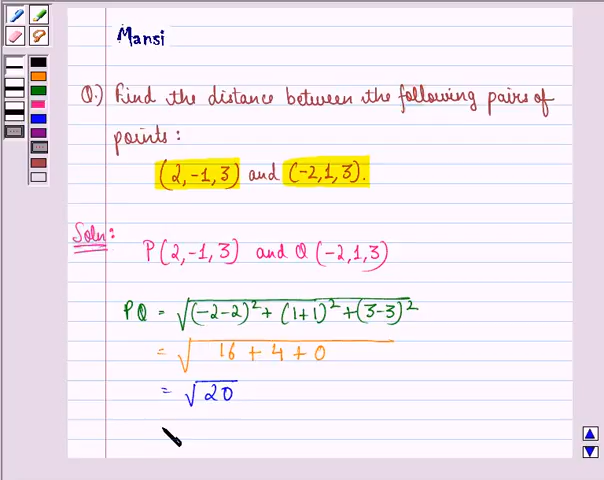 Mansi
Q.) Find the distance between the following pairs of
points:
(2,-1,3) and (-2,1,3).
Soln:
P(2,-1,3) and Q(-2,1,3)
PQ = √(-2-2)² + (1+1)² + (3-3)²
= √16 + 4 + 0
= √20